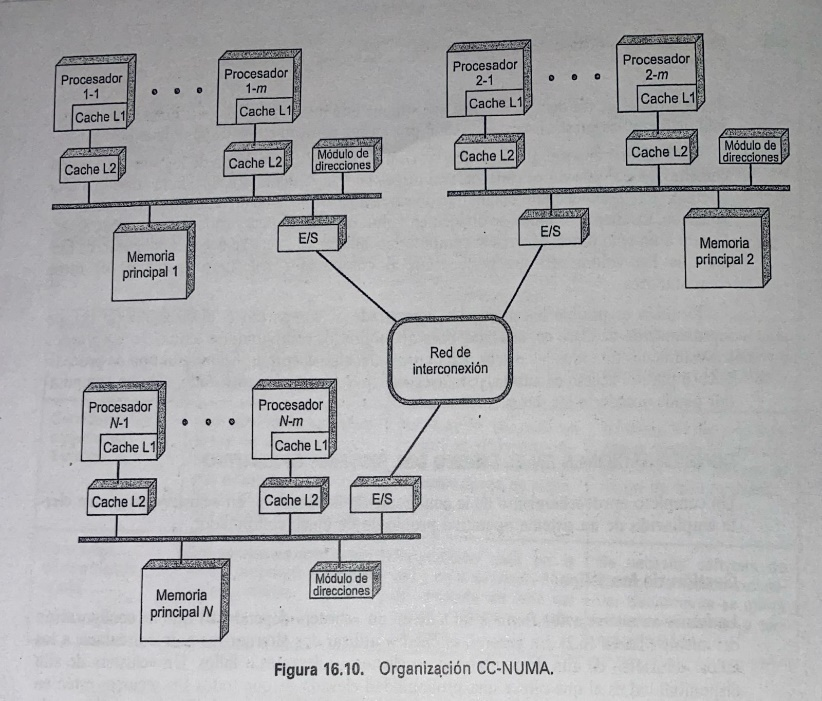 Procesador
1-1
Cache L1
Procesador
1-m
Cache L1
Cache L2
Cache L2
Módulo de
direcciones
Memoria
principal 1
E/S
Procesador
2-1
Cache L1
Procesador
2-m
Cache L1
Cache L2
Cache L2
Módulo de
direcciones
E/S
Memoria
principal 2
Red de
interconexión
Procesador
N-1
Cache L1
Procesador
N-m
Cache L1
Cache L2
Cache L2
E/S
Memoria
principal N
Módulo de
direcciones
Figura 16.10. Organización CC-NUMA.